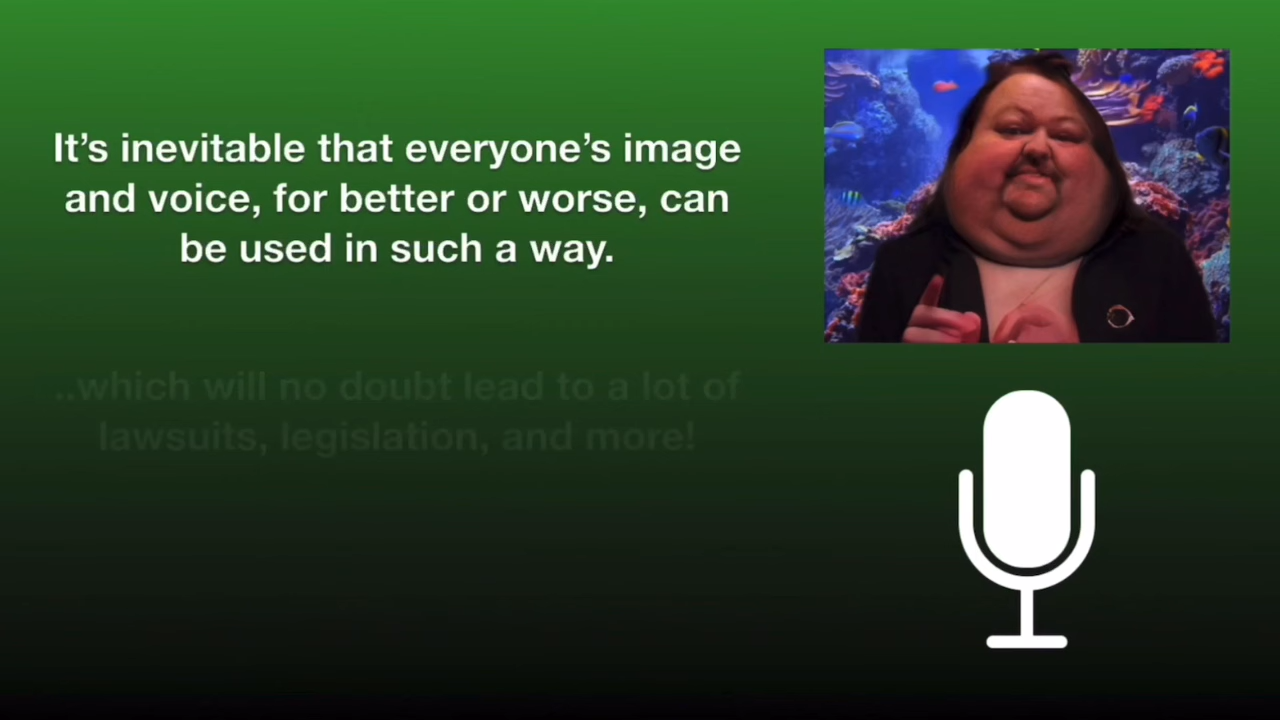 It’s inevitable that everyone’s image
and voice, for better or worse, can
be used in such a way.
..which will no doubt lead to a lot of
lawsuits, legislation, and more!